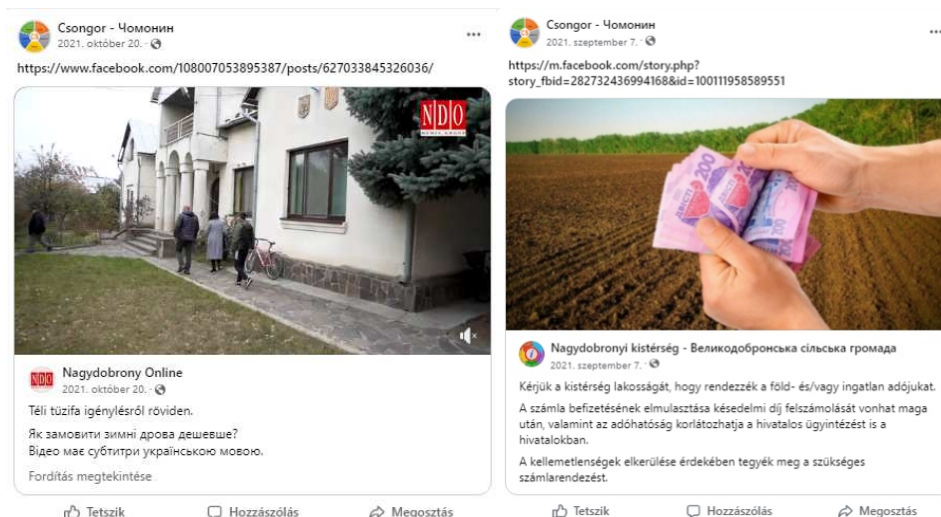 Csongor - Чомонин
2021. október 20. ·
https://www.facebook.com/108007053895387/posts/627033845326036/
NDO
MEDIA GROUP
Nagydobrony Online
2021. október 20. ·
Téli tüzifa igénylésről röviden.
Як замовити зимні дрова дешевше?
Відео має субтитри українською мовою.
Fordítás megtekintése
Tetszik
Hozzászólás
Megosztás
Csongor - Чомонин
2021. szeptember 7. ·
https://m.facebook.com/story.php?
story_fbid=282732436994168&id=100111958589551
200
ДВІСТІ
200
Nagydobronyi kistérség - Великодобронська сільська громада
2021. szeptember 7. ·
Kérjük a kistérség lakosságát, hogy rendezzék a föld- és/vagy ingatlan adójukat.
A számla befizetésének elmulasztása késedelmi díj felszámolását vonhat maga
után, valamint az adóhatóság korlátozhatja a hivatalos ügyintézést is a
hivatalokban.
A kellemetlenségek elkerülése érdekében tegyék meg a szükséges
számlarendezést.
Tetszik
Hozzászólás
Megosztás